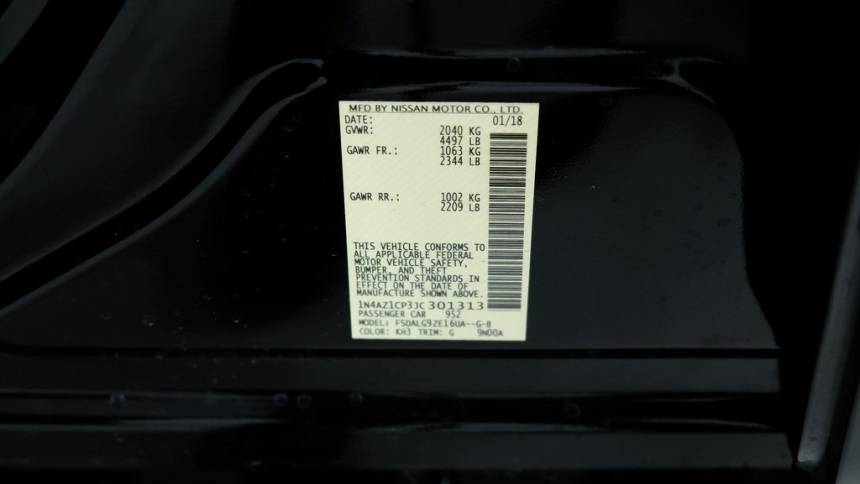 MFD BY NISSAN MOTOR CO., LTD.
DATE: 01/18
GVWR: 2040 KG
4497 LB
GAWR FR.: 1063 KG
2344 LB
GAWR RR.: 1002 KG
2209 LB
THIS VEHICLE CONFORMS TO
ALL APPLICABLE FEDERAL
MOTOR VEHICLE SAFETY,
BUMPER, AND THEFT
PREVENTION STANDARDS IN
EFFECT ON THE DATE OF
MANUFACTURE SHOWN ABOVE.
1N4AZ1CP3JC301313
PASSENGER CAR 952
MODEL: FSDALG9ZE16UA--G-B
COLOR: KH3 TRIM: G 9N00A